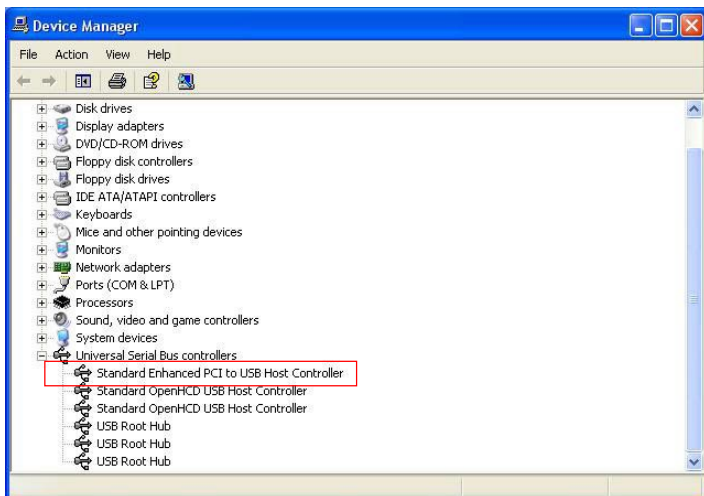 Device Manager
File Action View Help
Disk drives
Display adapters
DVD/CD-ROM drives
Floppy disk controllers
Floppy disk drives
IDE ATA/ATAPI controllers
Keyboards
Mice and other pointing devices
Monitors
Network adapters
Ports (COM & LPT)
Processors
Sound, video and game controllers
System devices
Universal Serial Bus controllers
Standard Enhanced PCI to USB Host Controller
Standard OpenHCD USB Host Controller
Standard OpenHCD USB Host Controller
USB Root Hub
USB Root Hub
USB Root Hub